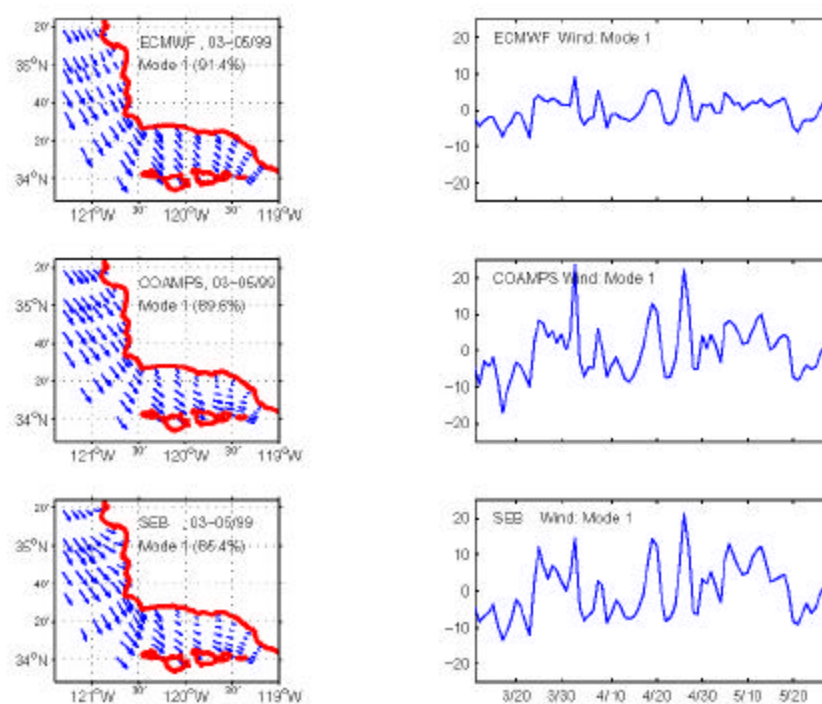 ECMWF , 03-05/99
Mode 1 (91.4%)
20'
35°N
40'
20'
34°N
121°W 30' 120°W 30' 119°W
ECMWF Wind: Mode 1
20
10
0
-10
-20
COAMPS, 03-05/99
Mode 1 (89.6%)
20'
35°N
40'
20'
34°N
121°W 30' 120°W 30' 119°W
COAMPS Wind: Mode 1
20
10
0
-10
-20
SEB , 03-05/99
Mode 1 (85.4%)
20'
35°N
40'
20'
34°N
121°W 30' 120°W 30' 119°W
SEB Wind: Mode 1
20
10
0
-10
-20
3/20 3/30 4/10 4/20 4/30 5/10 5/20